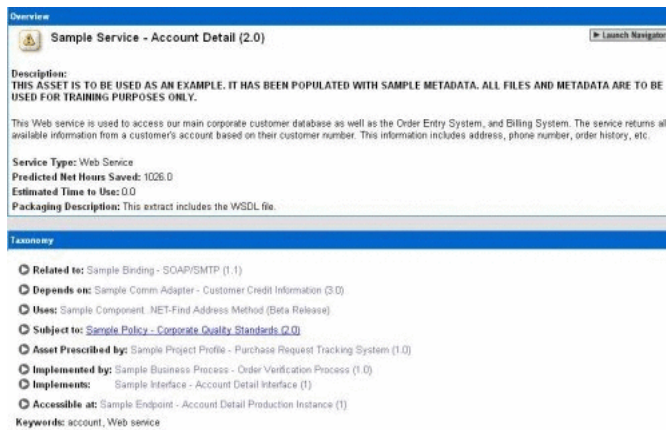 Overview
Sample Service - Account Detail (2.0)
Launch Navigator
Description:
THIS ASSET IS TO BE USED AS AN EXAMPLE. IT HAS BEEN POPULATED WITH SAMPLE METADATA. ALL FILES AND METADATA ARE TO BE
USED FOR TRAINING PURPOSES ONLY.
This Web service is used to access our main corporate customer database as well as the Order Entry System, and Billing System. The service returns all
available information from a customer's account based on their customer number. This information includes address, phone number, order history, etc.
Service Type: Web Service
Predicted Net Hours Saved: 1026.0
Estimated Time to Use: 0.0
Packaging Description: This extract includes the WSDL file.
Taxonomy
Related to: Sample Binding - SOAP/SMTP (1.1)
Depends on: Sample Comm Adapter - Customer Credit Information (3.0)
Uses: Sample Component .NET-Find Address Method (Beta Release)
Subject to: Sample Policy - Corporate Quality Standards (2.0)
Asset Prescribed by: Sample Project Profile - Purchase Request Tracking System (1.0)
Implemented by: Sample Business Process - Order Verification Process (1.0)
Implements: Sample Interface - Account Detail Interface (1)
Accessible at: Sample Endpoint - Account Detail Production Instance (1)
Keywords: account, Web service